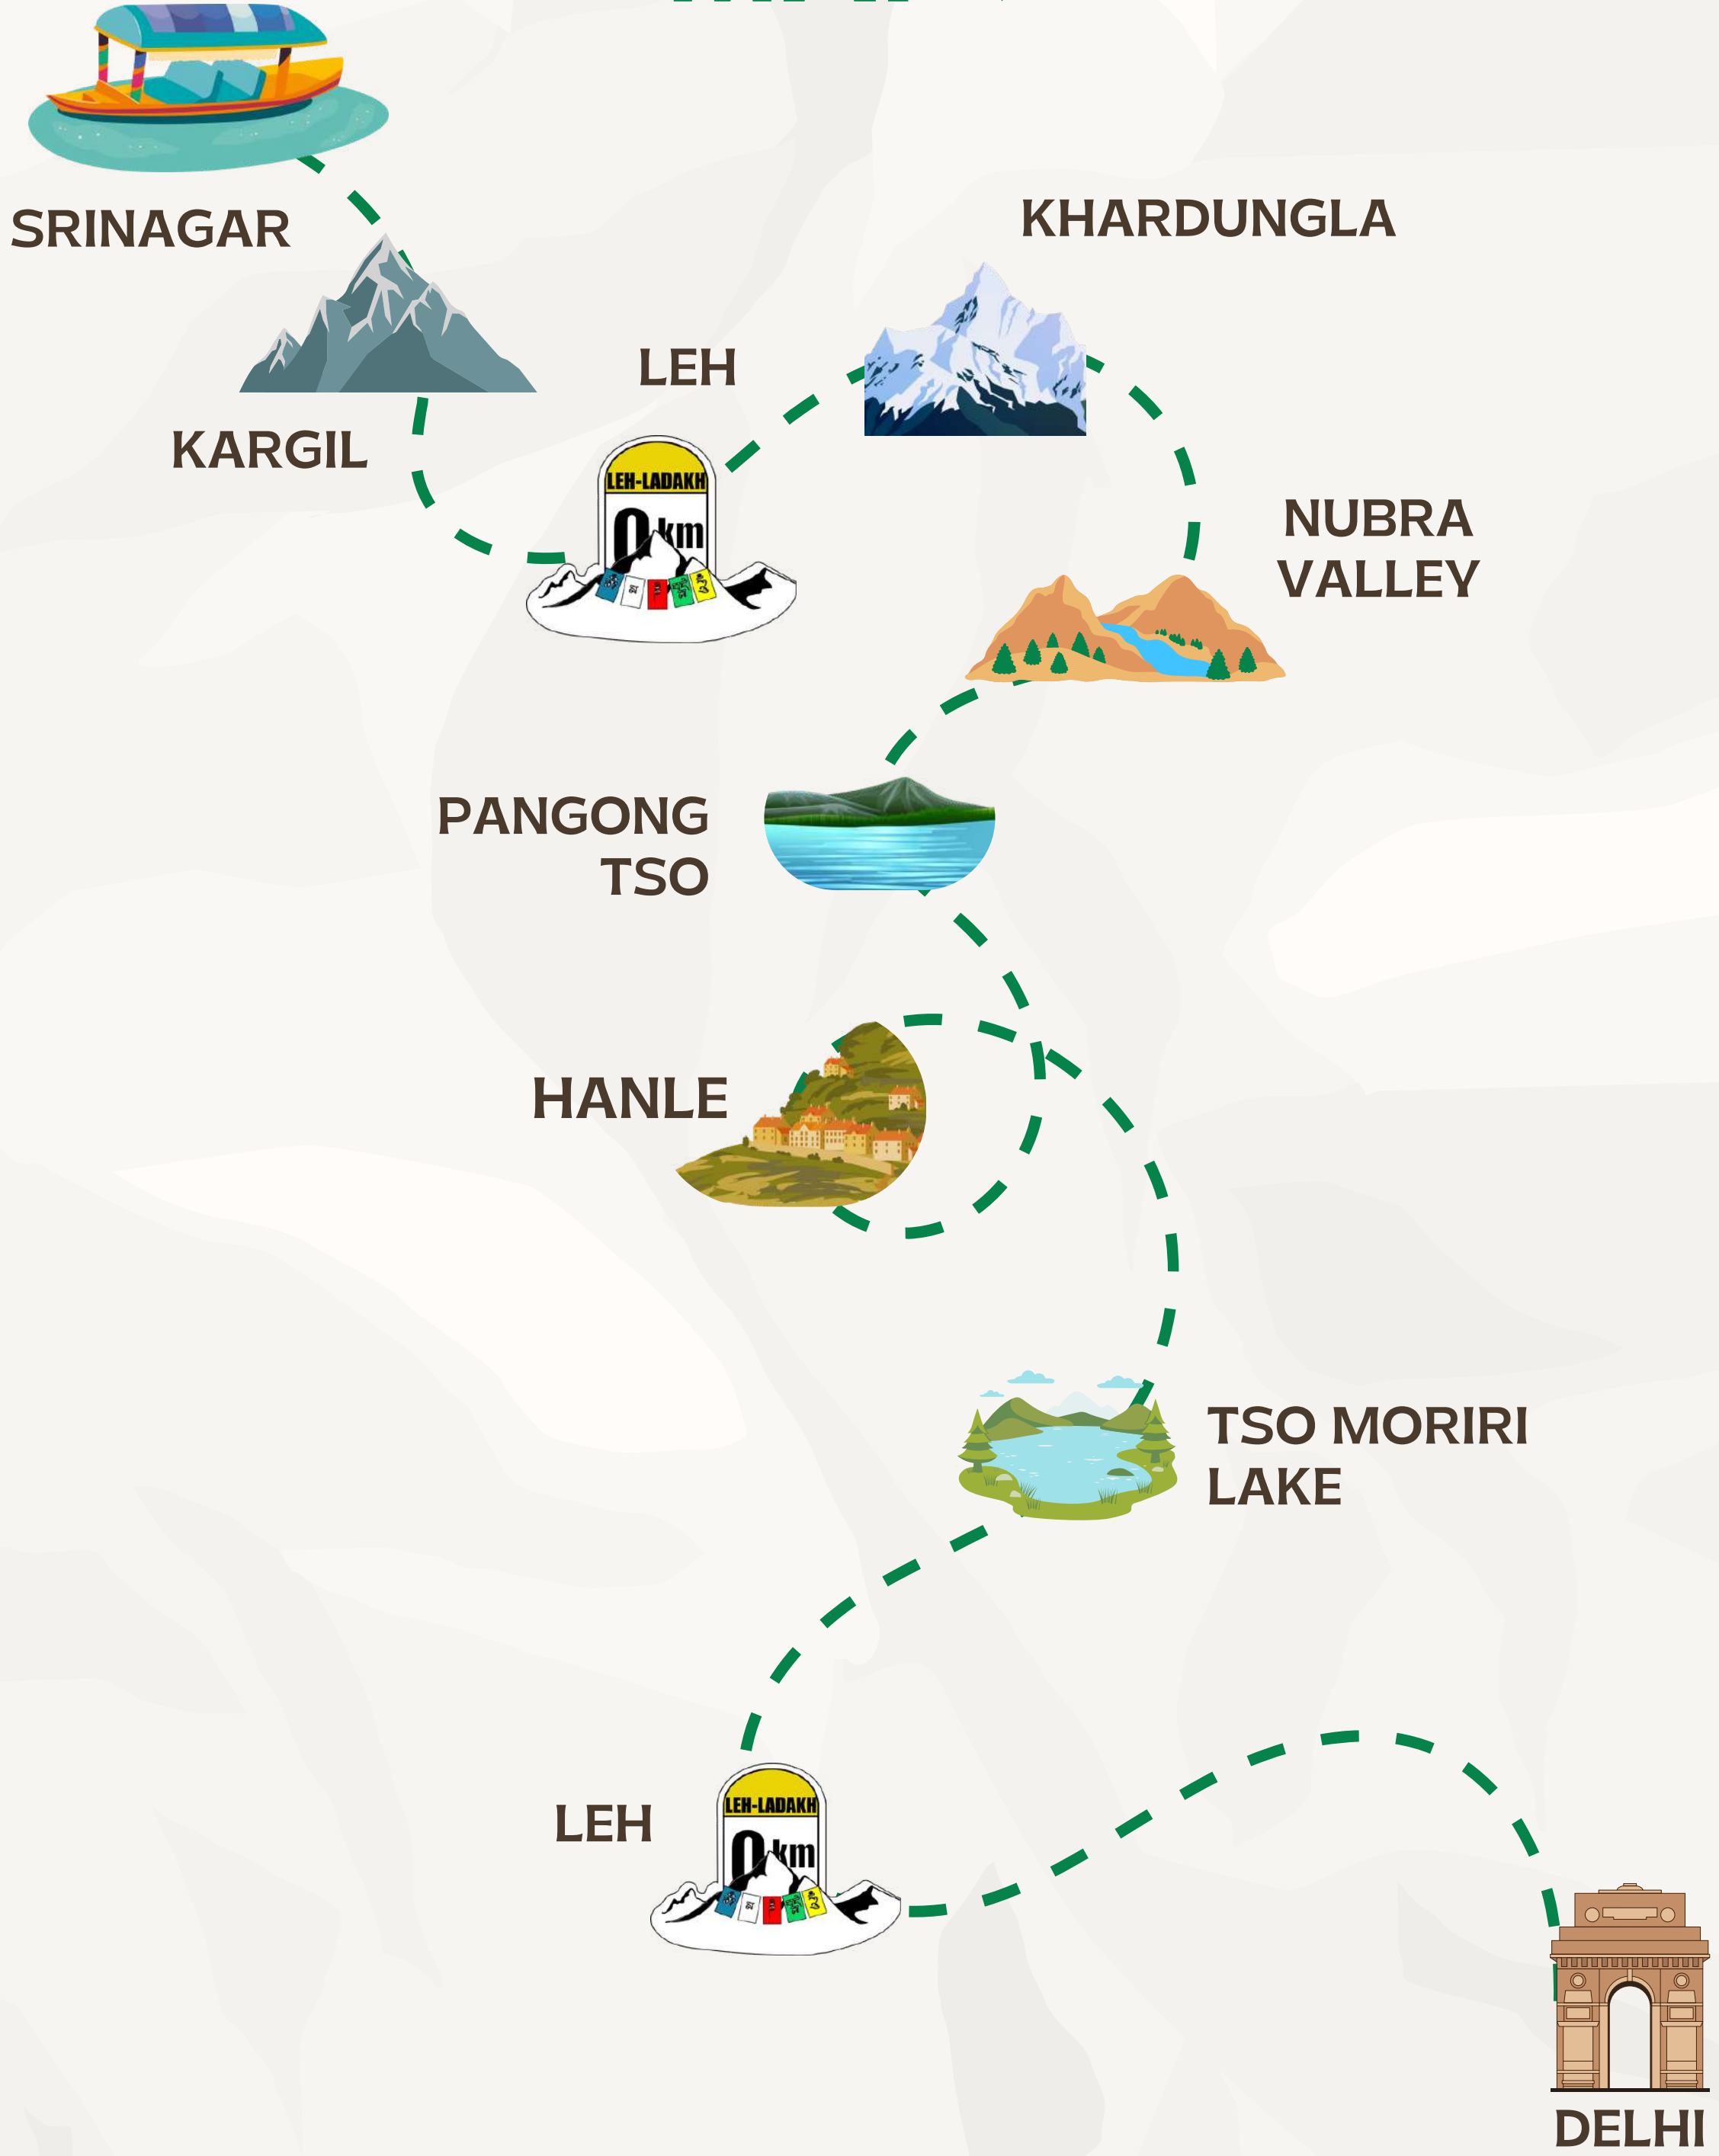 SRINAGAR
KHARDUNGLA
KARGIL
LEH
LEH-LADAKH
0 km
NUBRA
VALLEY
PANGONG
TSO
HANLE
TSO MORIRI
LAKE
LEH
LEH-LADAKH
0 km
DELHI